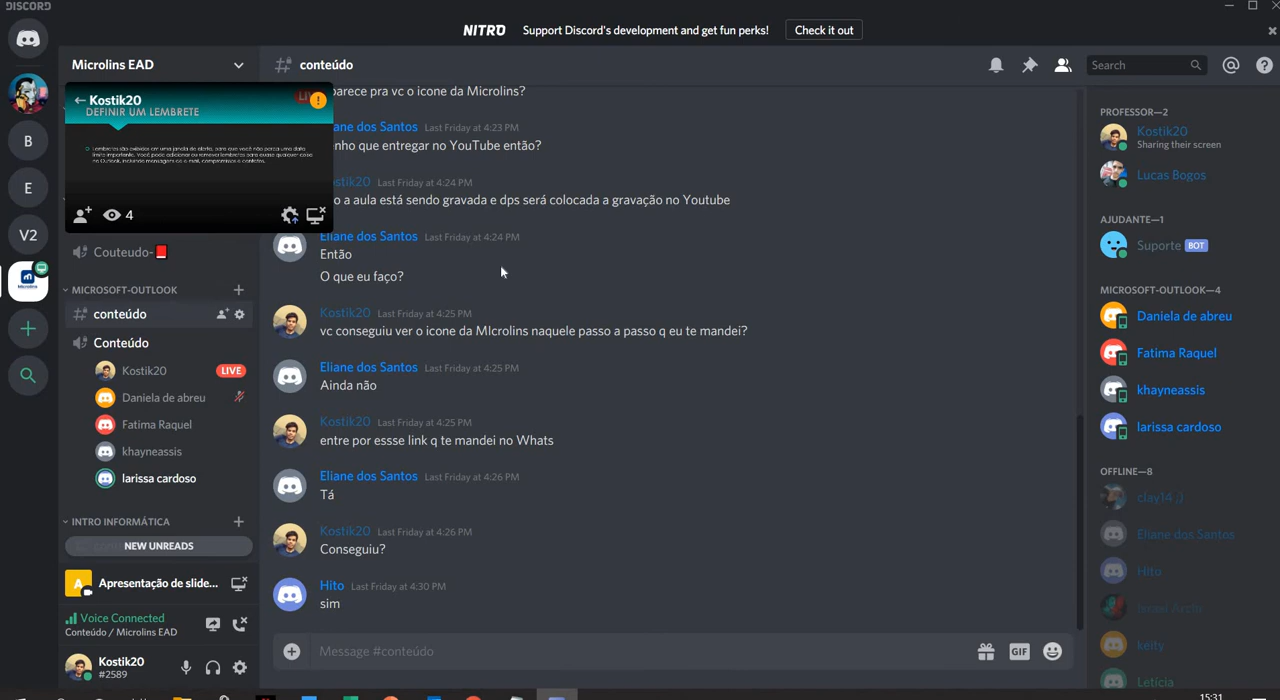 DISCORD
NITRO Support Discord's development and get fun perks! Check it out
Microlins EAD
conteúdo
Search
Kostik20
DEFINIR UM LEMBRETE
4
Couteudo-
MICROSOFT-OUTLOOK
conteúdo
Conteúdo
Kostik20 LIVE
Daniela de abreu
Fatima Raquel
khayneassis
larissa cardoso
INTRO INFORMÁTICA
NEW UNREADS
A Apresentação de slide...
Voice Connected
Conteúdo / Microlins EAD
Kostik20
#2589
B
E
V2
parece pra vc o icone da Microlins?
iane dos Santos Last Friday at 4:23 PM
nho que entregar no YouTube então?
stik20 Last Friday at 4:24 PM
o a aula está sendo gravada e dps será colocada a gravação no Youtube
Eliane dos Santos Last Friday at 4:24 PM
Então
O que eu faço?
Kostik20 Last Friday at 4:25 PM
vc conseguiu ver o icone da MIcrolins naquele passo a passo q eu te mandei?
Eliane dos Santos Last Friday at 4:25 PM
Ainda não
Kostik20 Last Friday at 4:25 PM
entre por essse link q te mandei no Whats
Eliane dos Santos Last Friday at 4:26 PM
Tá
Kostik20 Last Friday at 4:26 PM
Conseguiu?
Hito Last Friday at 4:30 PM
sim
Message #conteúdo
GIF
PROFESSOR—2
Kostik20
Sharing their screen
Lucas Bogos
AJUDANTE—1
Suporte BOT
MICROSOFT-OUTLOOK—4
Daniela de abreu
Fatima Raquel
khayneassis
larissa cardoso
OFFLINE—8
clay14 ;)
Eliane dos Santos
Hito
keity
Leticia
15:31